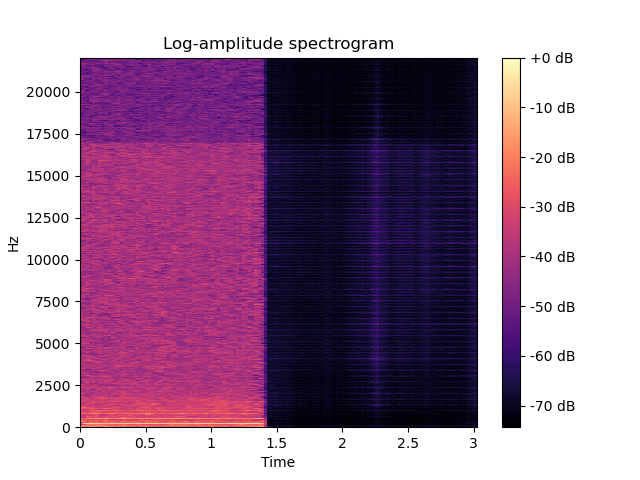 Log-amplitude spectrogram
Hz
20000
17500
15000
12500
10000
7500
5000
2500
0
0 0.5 1 1.5 2 2.5 3
Time
+0 dB
-10 dB
-20 dB
-30 dB
-40 dB
-50 dB
-60 dB
-70 dB